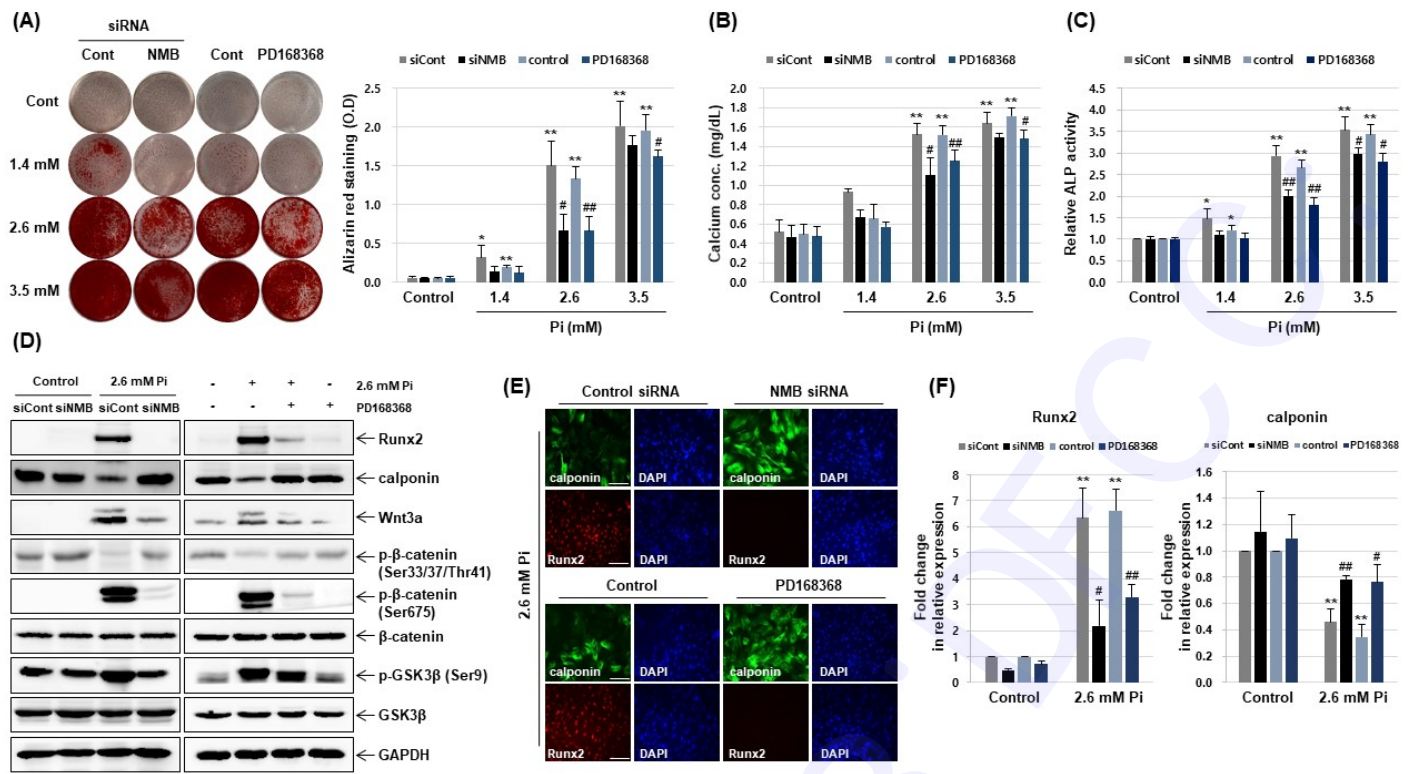 (A)
siRNA
Cont NMB Cont PD168368
Cont
1.4 mM
2.6 mM
3.5 mM
siCont siNMB control PD168368
Alizarin red staining (O.D)
2.5
2.0
1.5
1.0
0.5
0.0
* ** ** # ** ## ** ** #
Control 1.4 2.6 3.5
Pi (mM)
(B)
siCont siNMB control PD168368
Calcium conc. (mg/dL)
2.0
1.8
1.6
1.4
1.2
1.0
0.8
0.6
0.4
0.2
0.0
** # ** ## ** ** #
Control 1.4 2.6 3.5
Pi (mM)
(C)
siCont siNMB control PD168368
Relative ALP activity
4.5
4.0
3.5
3.0
2.5
2.0
1.5
1.0
0.5
0.0
* * ** ## ** ## ** # ** #
Control 1.4 2.6 3.5
Pi (mM)
(D)
Control 2.6 mM Pi
siCont siNMB siCont siNMB
- + + - 2.6 mM Pi
- - + + PD168368
Runx2
calponin
Wnt3a
p-β-catenin
(Ser33/37/Thr41)
p-β-catenin
(Ser675)
β-catenin
p-GSK3β (Ser9)
GSK3β
GAPDH
(E)
2.6 mM Pi
Control siRNA NMB siRNA
calponin DAPI calponin DAPI
Runx2 DAPI Runx2 DAPI
Control PD168368
calponin DAPI calponin DAPI
Runx2 DAPI Runx2 DAPI
(F)
Runx2
siCont siNMB control PD168368
Fold change
in relative expression
8
7
6
5
4
3
2
1
0
** # ** ##
Control 2.6 mM Pi
calponin
siCont siNMB control PD168368
Fold change
in relative expression
1.6
1.4
1.2
1.0
0.8
0.6
0.4
0.2
0.0
** ## ** #
Control 2.6 mM Pi